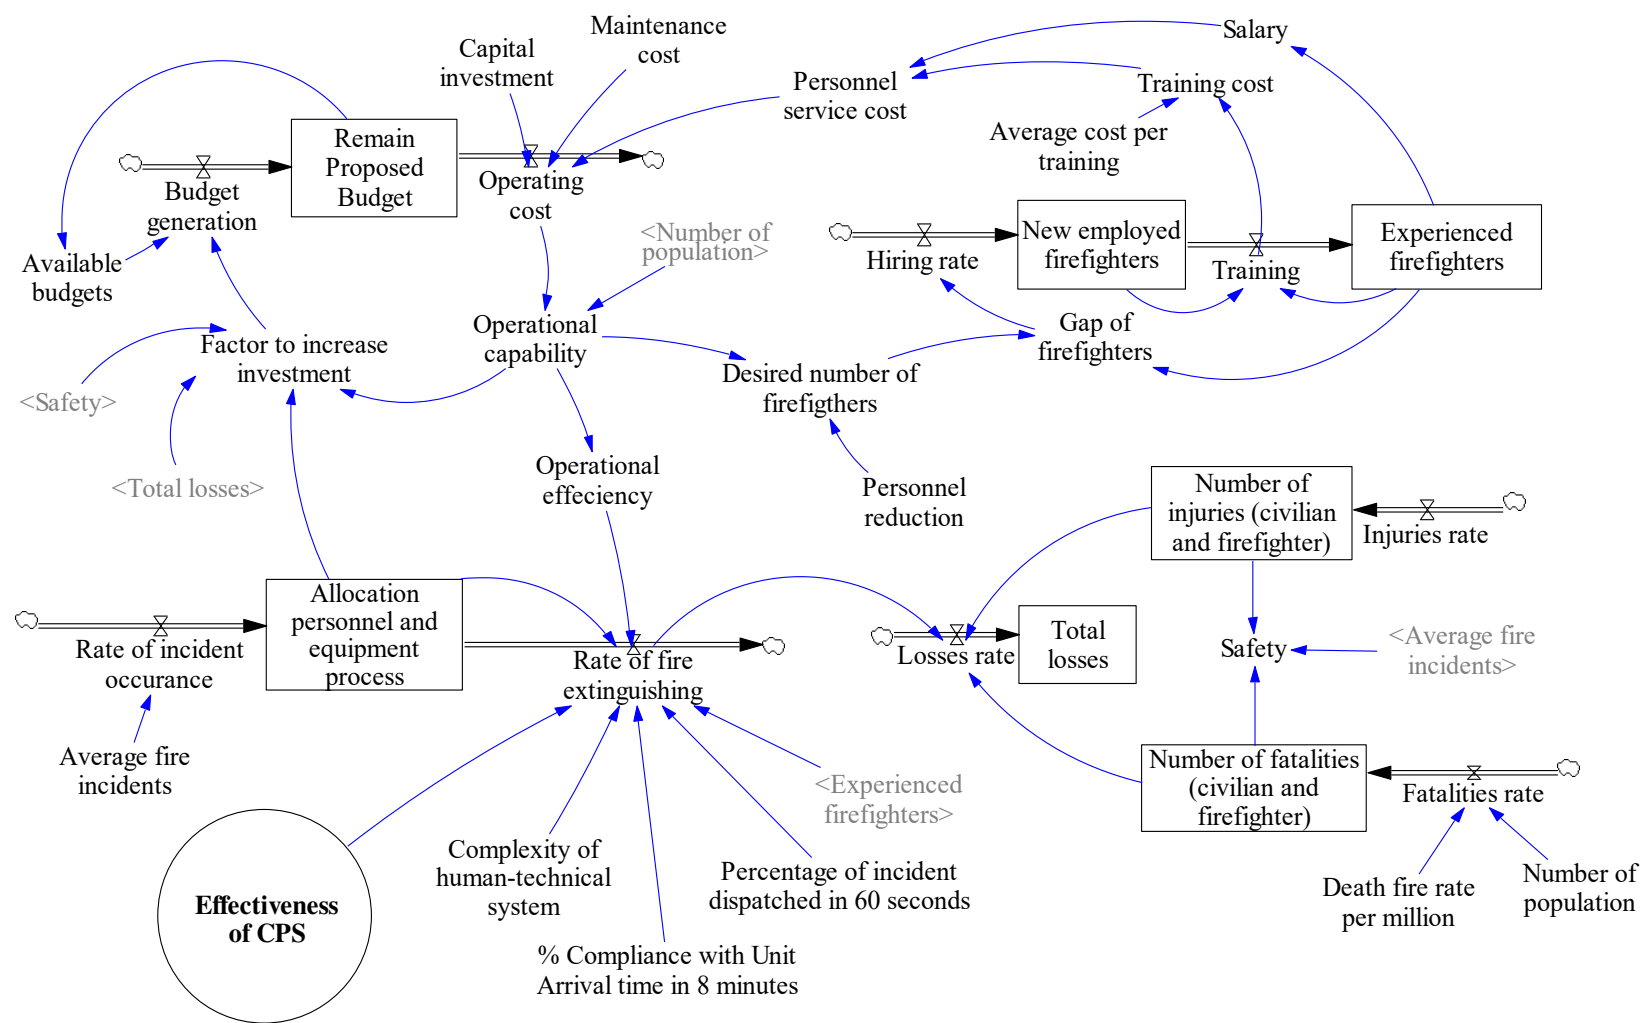 Capital
investment
Maintenance
cost
Salary
Personnel
service cost
Training cost
Average cost per
training
Remain
Proposed
Budget
Budget
generation
Operating
cost
<Number of
population>
Available
budgets
Hiring rate
New employed
firefighters
Training
Experienced
firefighters
Factor to increase
investment
Operational
capability
Gap of
firefighters
Desired number of
firefigthers
<Safety>
<Total losses>
Operational
effeciency
Personnel
reduction
Number of
injuries (civilian
and firefighter)
Injuries rate
Allocation
personnel and
equipment
process
Rate of incident
occurance
Rate of fire
extinguishing
Losses rate
Total
losses
Safety
<Average fire
incidents>
Average fire
incidents
<Experienced
firefighters>
Number of fatalities
(civilian and
firefighter)
Fatalities rate
Effectiveness
of CPS
Complexity of
human-technical
system
Percentage of incident
dispatched in 60 seconds
% Compliance with Unit
Arrival time in 8 minutes
Death fire rate
per million
Number of
population